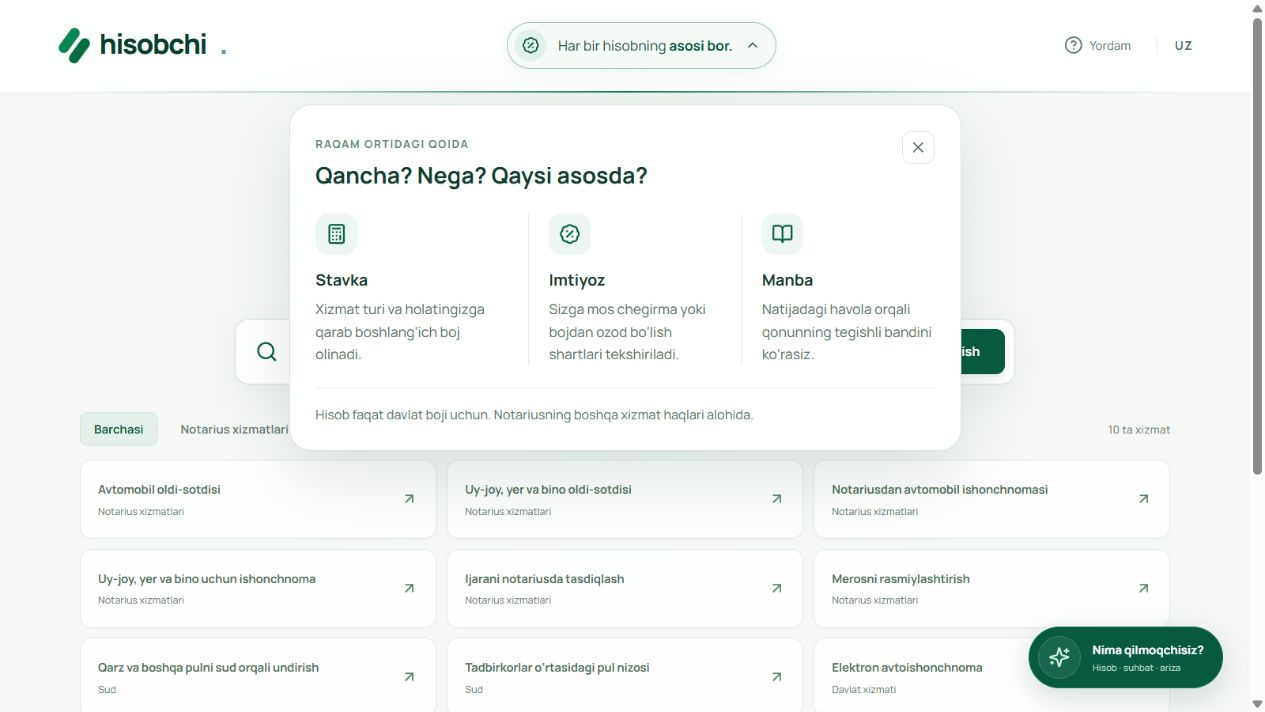 hisobchi .
Har bir hisobning asosi bor.
Yordam
UZ
RAQAM ORTIDAGI QOIDA
Qancha? Nega? Qaysi asosda?
Stavka
Xizmat turi va holatingizga
qarab boshlang‘ich boj
olinadi.
Imtiyoz
Sizga mos chegirma yoki
bojdan ozod bo‘lish
shartlari tekshiriladi.
Manba
Natijadagi havola orqali
qonunning tegishli bandini
ko‘rasiz.
Hisob faqat davlat boji uchun. Notariusning boshqa xizmat haqlari alohida.
ish
Barchasi
Notarius xizmatlari
10 ta xizmat
Avtomobil oldi-sotdisi
Notarius xizmatlari
Uy-joy, yer va bino oldi-sotdisi
Notarius xizmatlari
Notariusdan avtomobil ishonchnomasi
Notarius xizmatlari
Uy-joy, yer va bino uchun ishonchnoma
Notarius xizmatlari
Ijarani notariusda tasdiqlash
Notarius xizmatlari
Merosni rasmiylashtirish
Notarius xizmatlari
Qarz va boshqa pulni sud orqali undirish
Sud
Tadbirkorlar o‘rtasidagi pul nizosi
Sud
Elektron avtoishonchnoma
Davlat xizmati
Nima qilmoqchisiz?
Hisob · suhbat · ariza